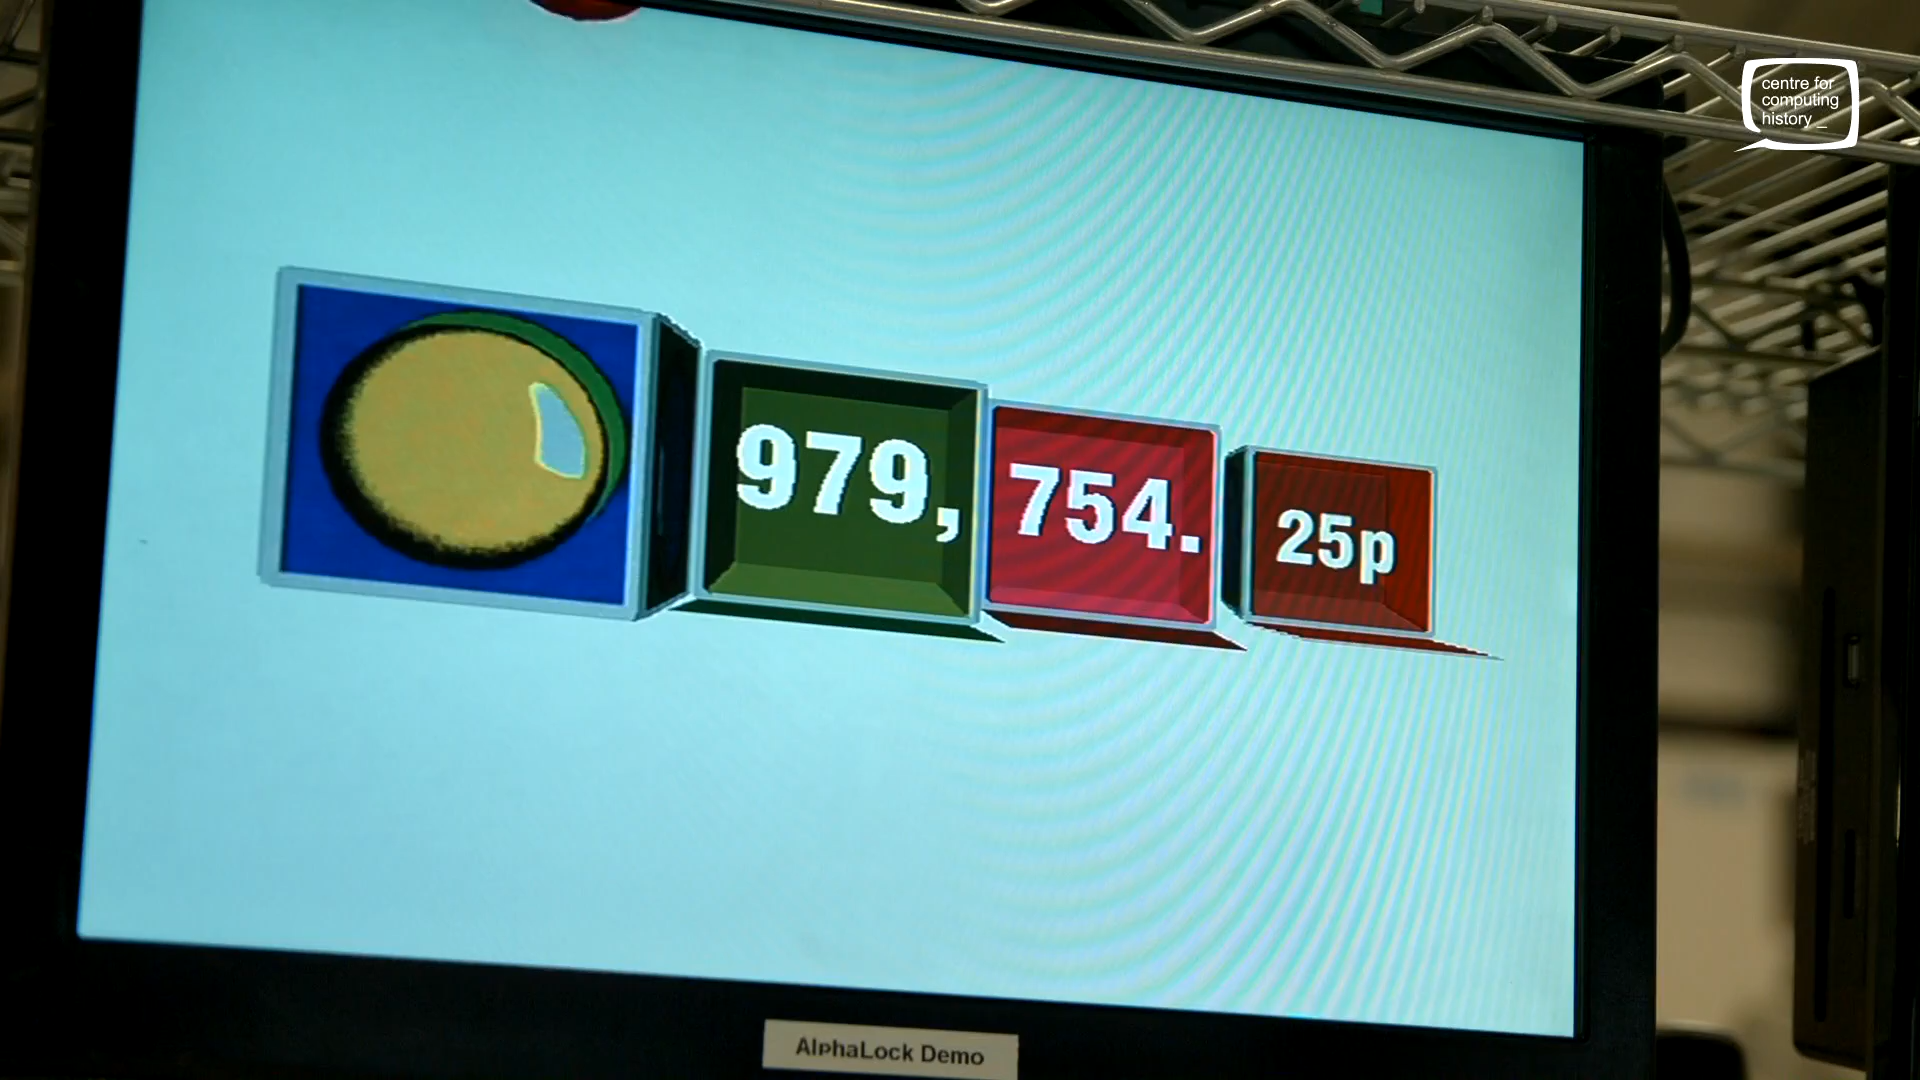 centre for
computing
history _
979, 754. 25p
AlphaLock Demo